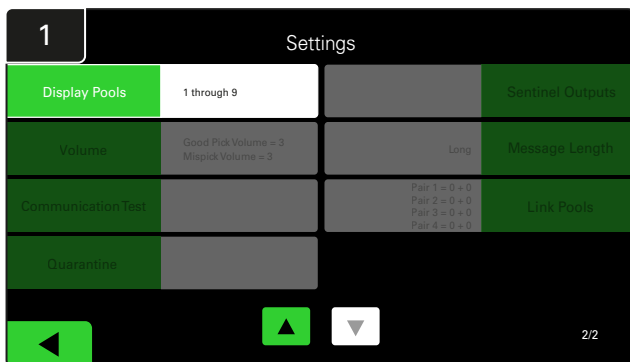 1
Settings
Display Pools
1 through 9
Sentinel Outputs
Volume
Good Pick Volume = 3
Mispick Volume = 3
Long
Message Length
Communication Test
Pair 1 = 0 + 0
Pair 2 = 0 + 0
Pair 3 = 0 + 0
Pair 4 = 0 + 0
Link Pools
Quarantine
2/2